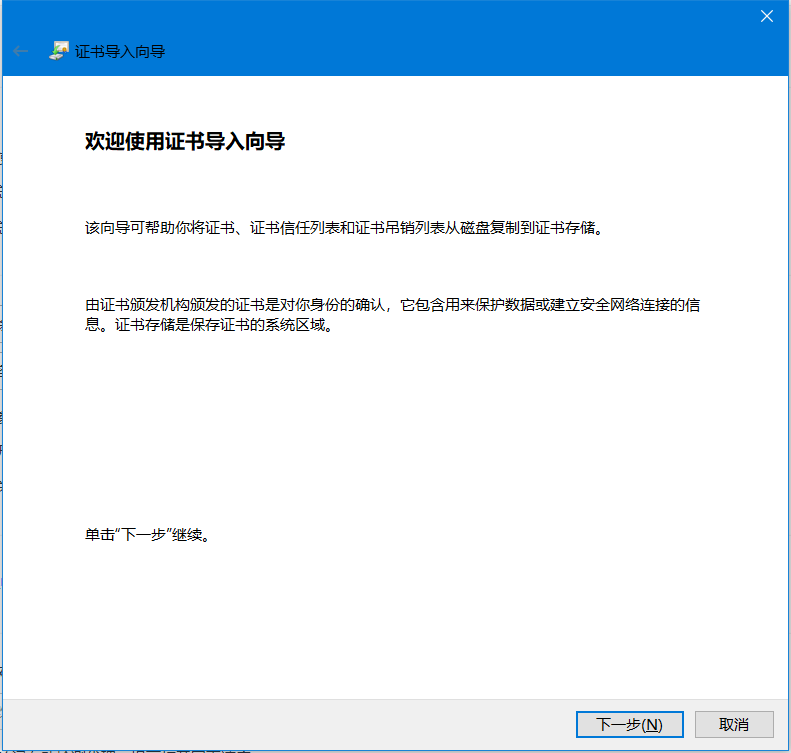 证书导入向导
欢迎使用证书导入向导
该向导可帮助你将证书、证书信任列表和证书吊销列表从磁盘复制到证书存储。
由证书颁发机构颁发的证书是对你身份的确认，它包含用来保护数据或建立安全网络连接的信
息。证书存储是保存证书的系统区域。
单击“下一步”继续。
下一步(N)
取消